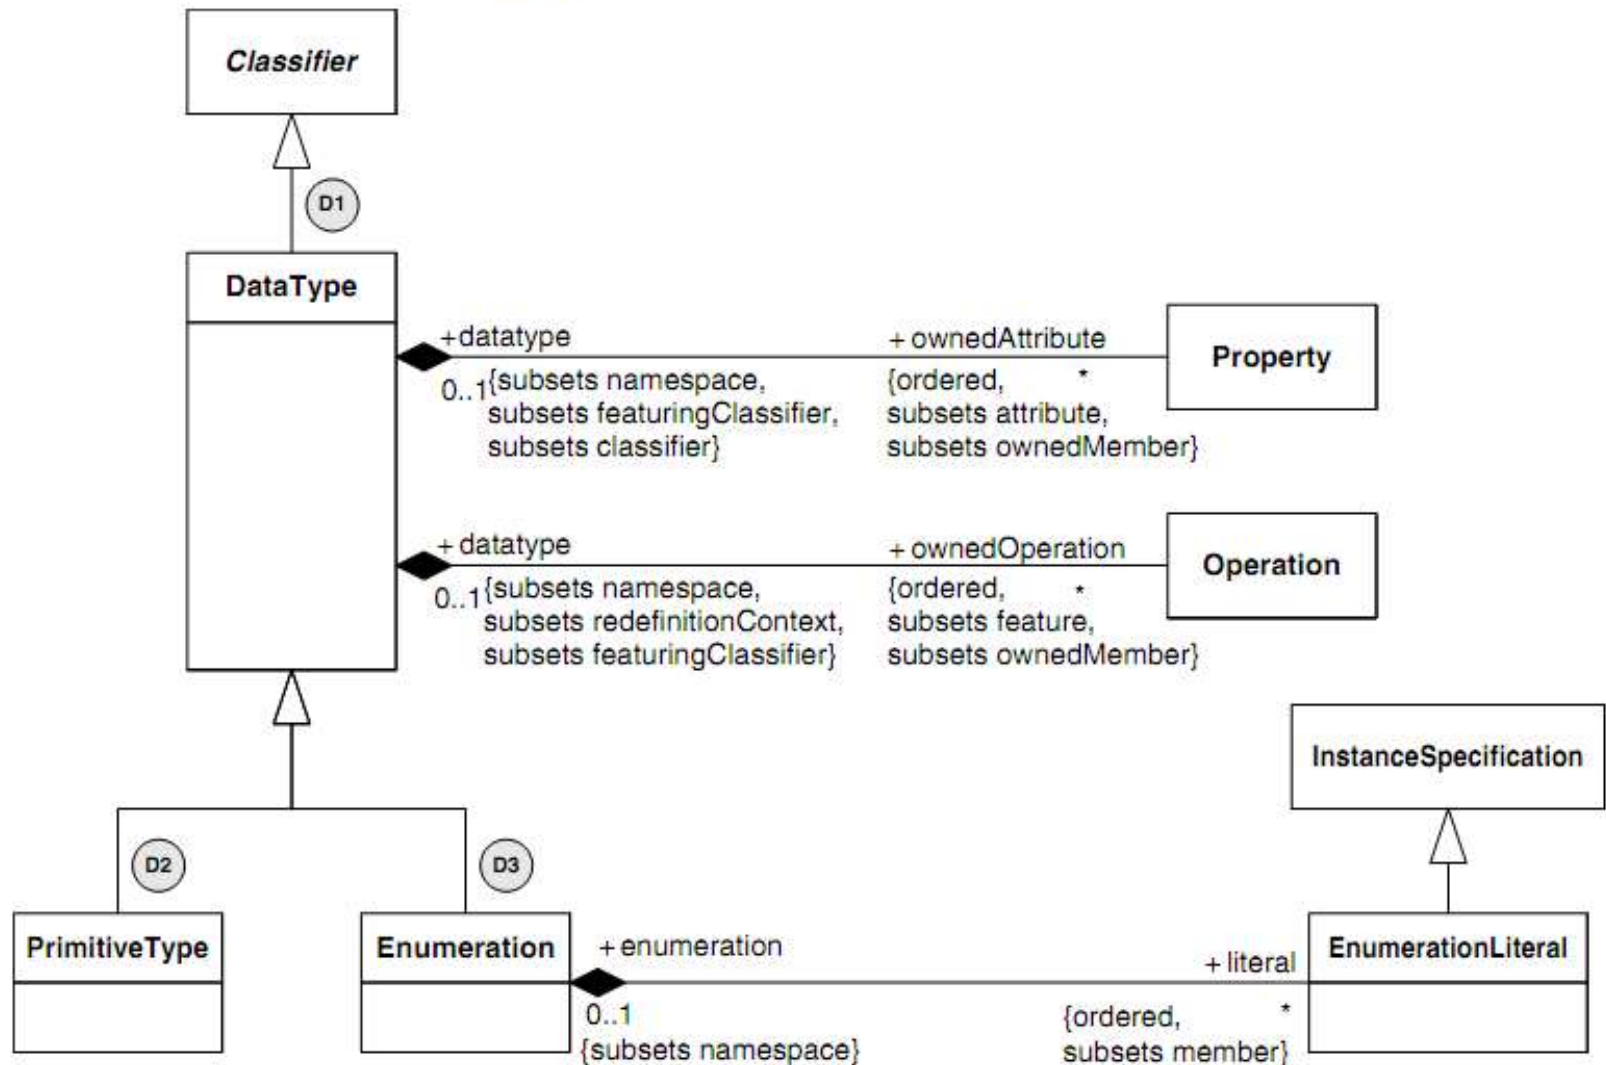 Classifier
D1
DataType
+datatype
+ ownedAttribute
Property
0..1
{subsets namespace,
subsets featuringClassifier,
subsets classifier}
{ordered,
*
subsets attribute,
subsets ownedMember}
+ datatype
+ ownedOperation
Operation
0..1
{subsets namespace,
subsets redefinitionContext,
subsets featuringClassifier}
{ordered,
*
subsets feature,
subsets ownedMember}
InstanceSpecification
D2
D3
PrimitiveType
Enumeration
+ enumeration
+ literal
EnumerationLiteral
0..1
{subsets namespace}
{ordered,
*
subsets member}